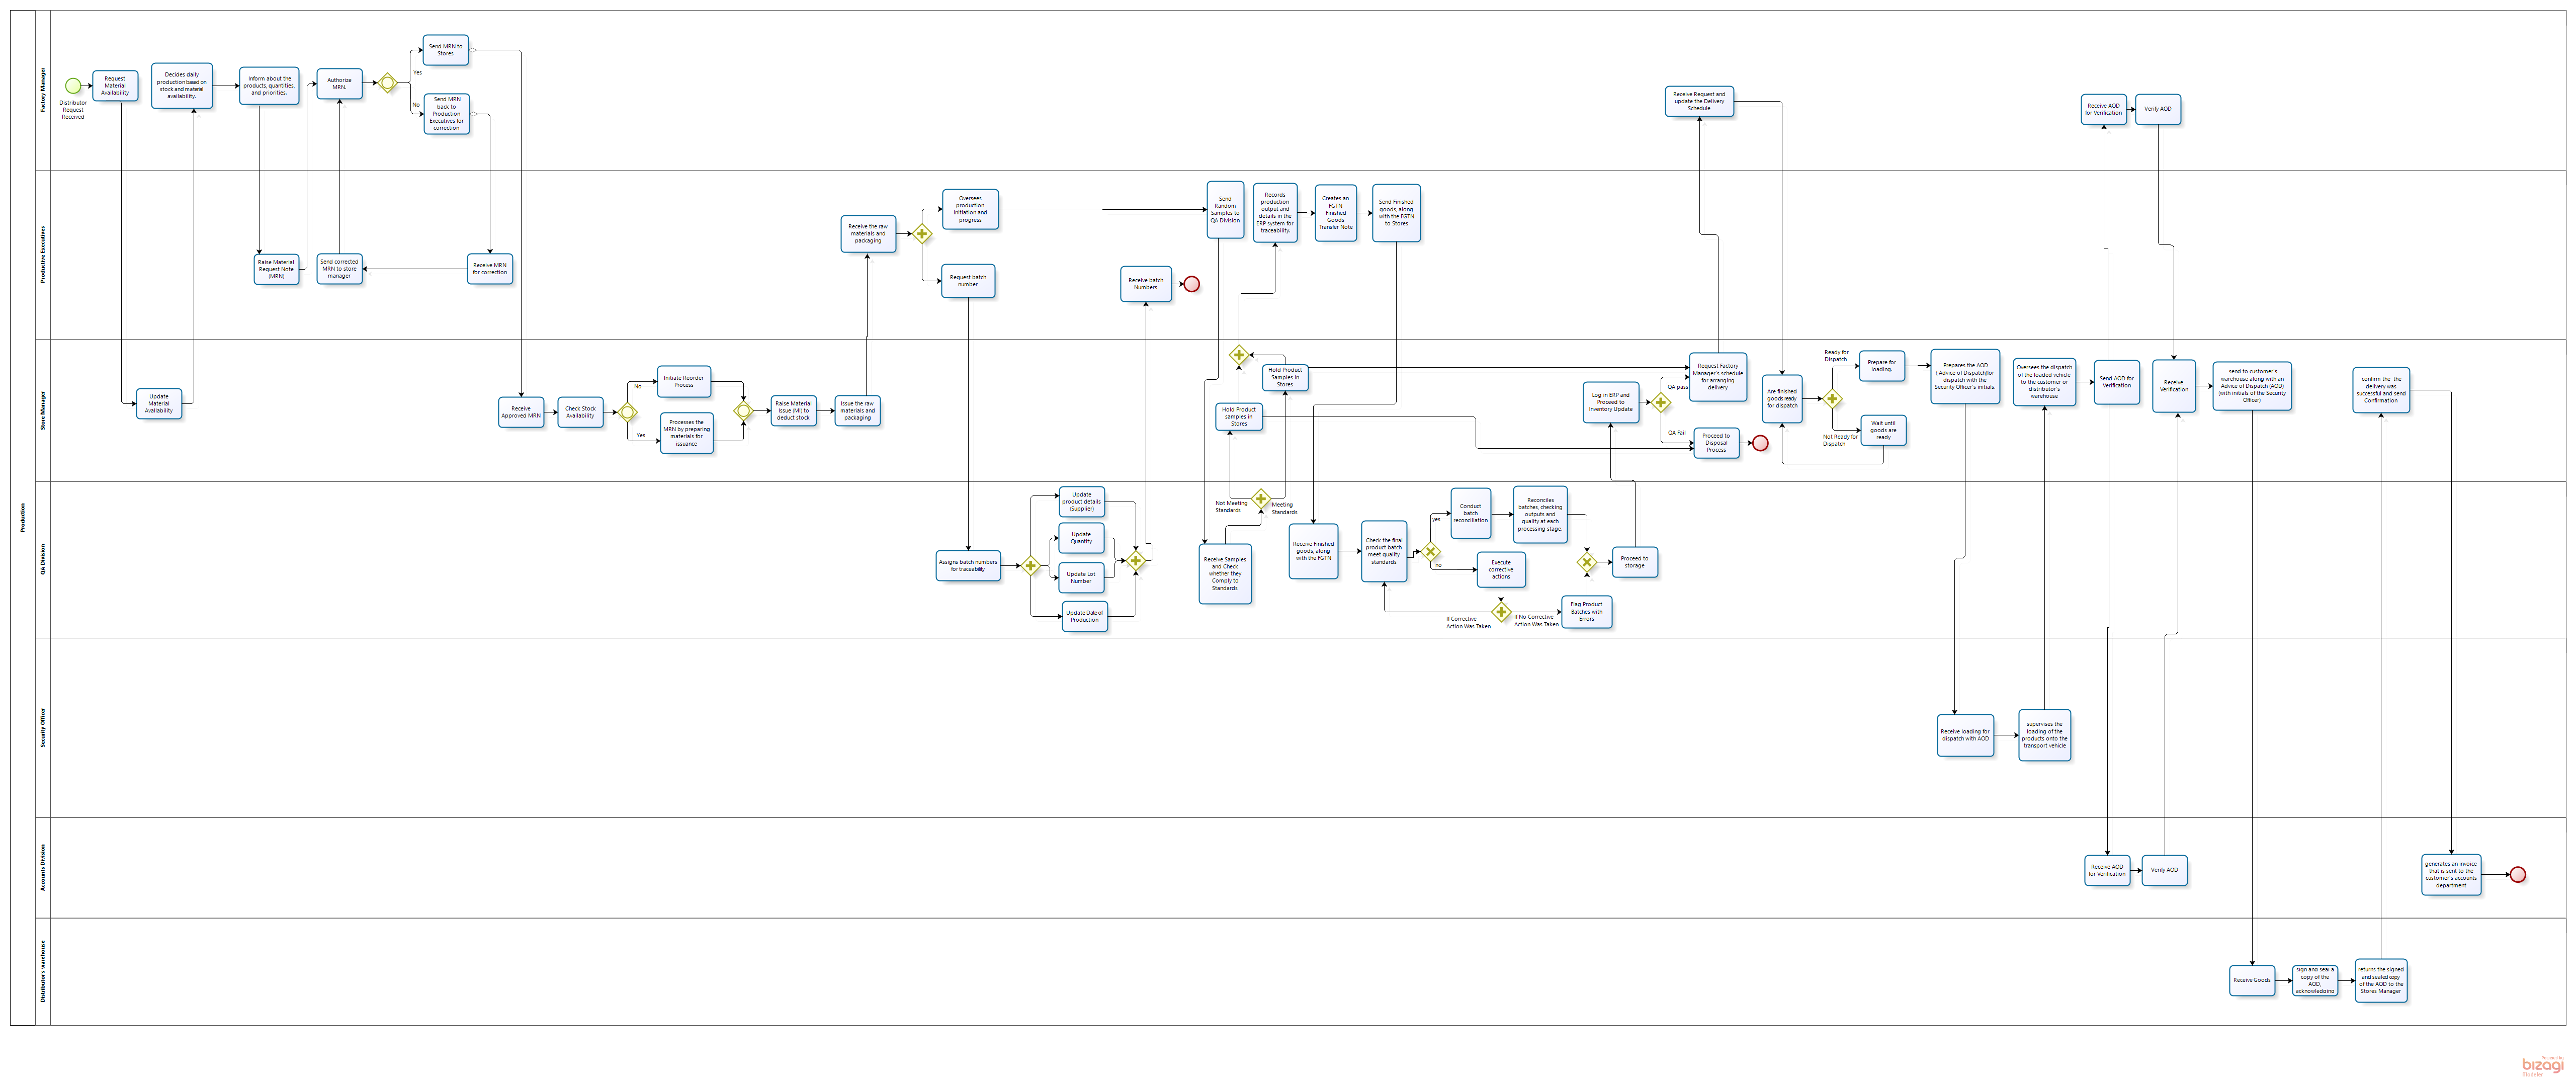 Production
Factory Manager
Distributor
Request
Received
Request
Material
Availability
Decides daily
production based on
stock and material
availability.
Inform about the
products, quantities,
and priorities.
Authorize
MRN.
Yes
No
Send MRN to
Stores
Send MRN
back to
Production
Executives for
correction
Receive Request and
update the Delivery
Schedule
Receive AOD
for Verification
Verify AOD
Productive Executives
Raise Material
Request Note
(MRN)
Send corrected
MRN to store
manager
Receive MRN
for correction
Receive the raw
materials and
packaging
Oversees
production
Initiation and
progress
Request batch
number
Receive batch
Numbers
Send
Random
Samples to
QA Division
Records
production
output and
details in the
ERP system for
traceability.
Creates an
FGTN
Finished
Goods
Transfer Note
Send Finished
goods, along
with the FGTN
to Stores
Store Manager
Update
Material
Availability
Receive
Approved MRN
Check Stock
Availability
No
Yes
Initiate Reorder
Process
Processes the
MRN by preparing
materials for
issuance
Raise Material
Issue (MI) to
deduct stock
Issue the raw
materials and
packaging
Hold Product
Samples in
Stores
Hold Product
samples in
Stores
Log in ERP and
Proceed to
Inventory Update
QA pass
QA Fail
Request Factory
Manager's schedule
for arranging
delivery
Proceed to
Disposal
Process
Are finished
goods ready
for dispatch
Ready for
Dispatch
Not Ready for
Dispatch
Prepare for
loading.
Wait until
goods are
ready
Prepares the AOD
( Advice of Dispatch)for
dispatch with the
Security Officer's initials.
Oversees the dispatch
of the loaded vehicle
to the customer or
distributor's
warehouse
Send AOD for
Verification
Receive
Verification
send to customer's
warehouse along with an
Advice of Dispatch (AOD)
(with initials of the Security
Officer)
confirm the  the
delivery was
successful and send
Confirmation
QA Division
Assigns batch numbers
for traceability
Update
product details
(Supplier)
Update
Quantity
Update Lot
Number
Update Date of
Production
Not Meeting
Standards
Meeting
Standards
Receive Samples
and Check
whether they
Comply to
Standards
Receive Finished
goods, along
with the FGTN
Check the final
product batch
meet quality
standards
yes
no
Conduct
batch
reconciliation
Reconciles
batches, checking
outputs and
quality at each
processing stage.
Execute
corrective
actions
If Corrective
Action Was Taken
If No Corrective
Action Was Taken
Flag Product
Batches with
Errors
Proceed to
storage
Security Officer
Receive loading for
dispatch with AOD
supervises the
loading of the
products onto the
transport vehicle
Accounts Division
Receive AOD
for Verification
Verify AOD
generates an invoice
that is sent to the
customer's accounts
department
Distributor's warehouse
Receive Goods
sign and seal a
copy of the
AOD,
acknowledging
returns the signed
and sealed copy
of the AOD to the
Stores Manager
Powered by
bizagi
Modeler